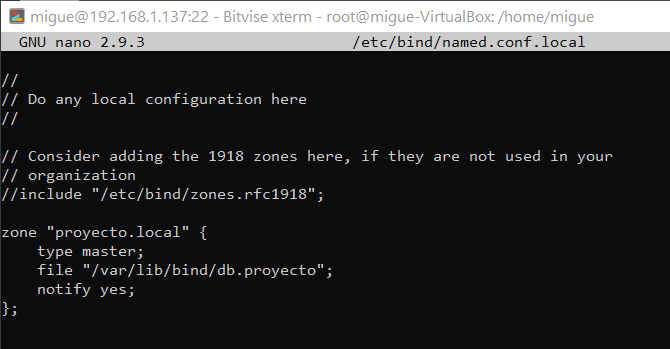 migue@192.168.1.137:22 - Bitvise xterm - root@migue-VirtualBox: /home/migue
GNU nano 2.9.3 /etc/bind/named.conf.local
//
// Do any local configuration here
//
// Consider adding the 1918 zones here, if they are not used in your
// organization
//include "/etc/bind/zones.rfc1918";
zone "proyecto.local" {
    type master;
    file "/var/lib/bind/db.proyecto";
    notify yes;
};